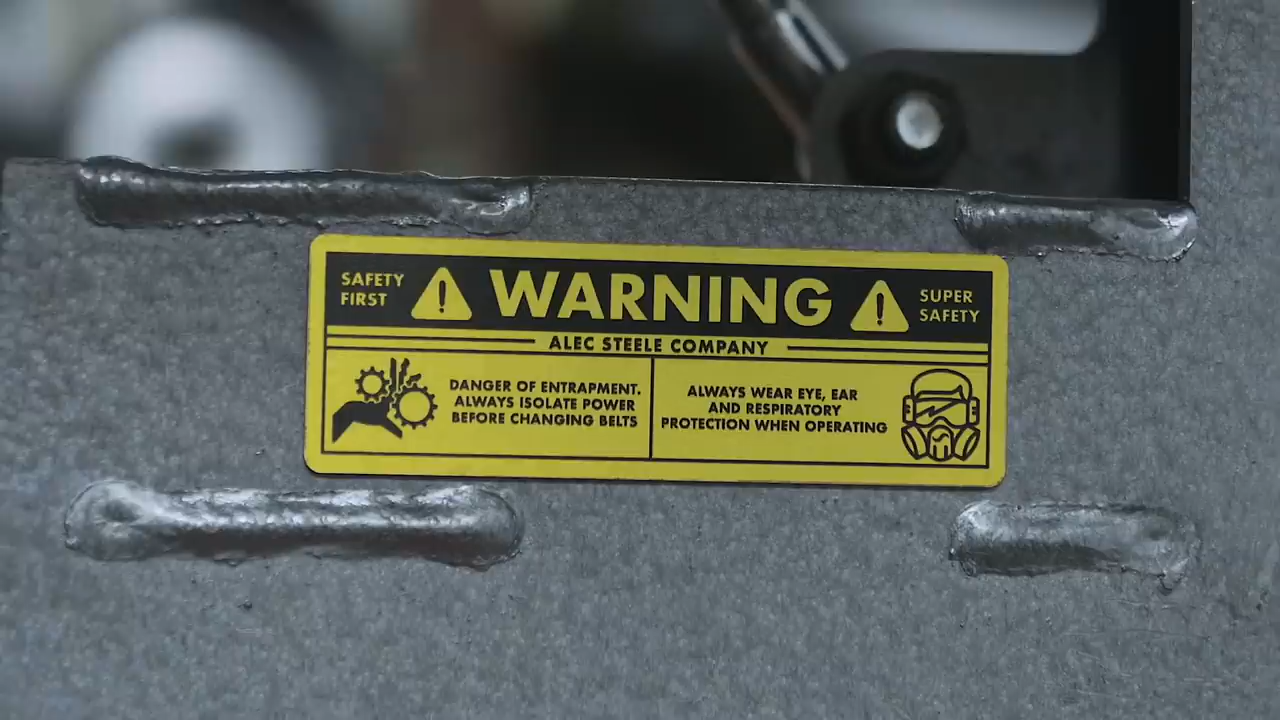 SAFETY
FIRST
WARNING
SUPER
SAFETY
ALEC STEELE COMPANY
DANGER OF ENTRAPMENT.
ALWAYS ISOLATE POWER
BEFORE CHANGING BELTS
ALWAYS WEAR EYE, EAR
AND RESPIRATORY
PROTECTION WHEN OPERATING